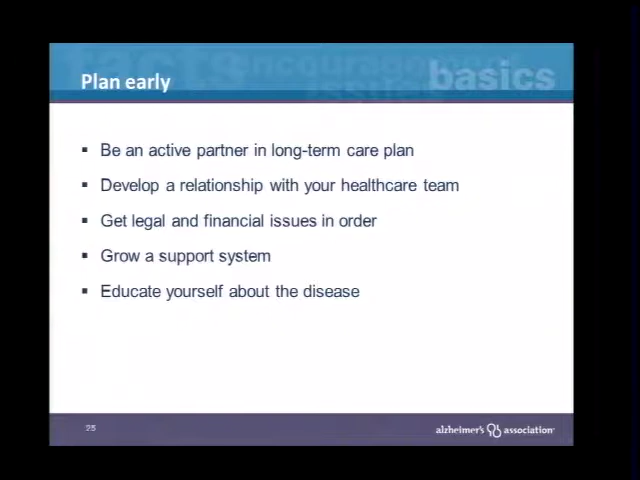 Plan early
basics
▪ Be an active partner in long-term care plan
▪ Develop a relationship with your healthcare team
▪ Get legal and financial issues in order
▪ Grow a support system
▪ Educate yourself about the disease
25
alzheimer's association